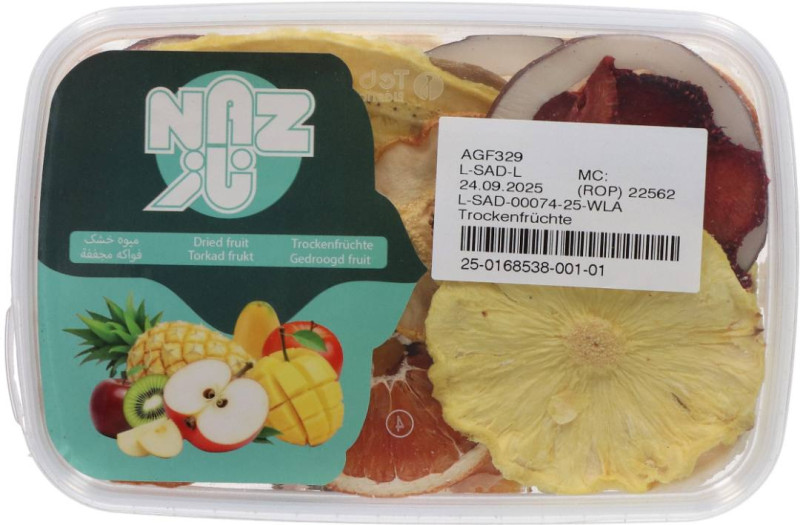 NAZ
ناز
میوه خشک
فواكه مجففة
Dried fruit
Torkad frukt
Trockenfrüchte
Gedroogd fruit
AGF329
L-SAD-L MC:
24.09.2025 (ROP) 22562
L-SAD-00074-25-WLA
Trockenfrüchte
25-0168538-001-01
4